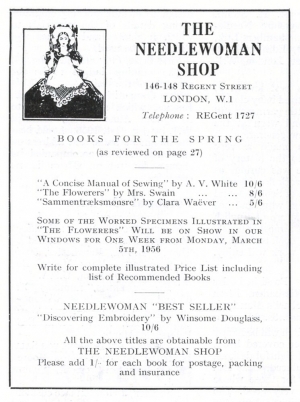 THE
NEEDLEWOMAN
SHOP
146-148 REGENT STREET
LONDON, W.1
Telephone : REGent 1727
BOOKS FOR THE SPRING
(as reviewed on page 27)
"A Concise Manual of Sewing" by A. V. White 10/6
"The Flowerers" by Mrs. Swain ... ... 8/6
"Sammentræksmønsre" by Clara Waëver ... 5/6
SOME OF THE WORKED SPECIMENS ILLUSTRATED IN
"THE FLOWERERS" WILL BE ON SHOW IN OUR
WINDOWS FOR ONE WEEK FROM MONDAY, MARCH
5TH, 1956
Write for complete illustrated Price List including
list of Recommended Books
NEEDLEWOMAN "BEST SELLER"
"Discovering Embroidery" by Winsome Douglass,
10/6
All the above titles are obtainable from
THE NEEDLEWOMAN SHOP
Please add 1/- for each book for postage, packing
and insurance